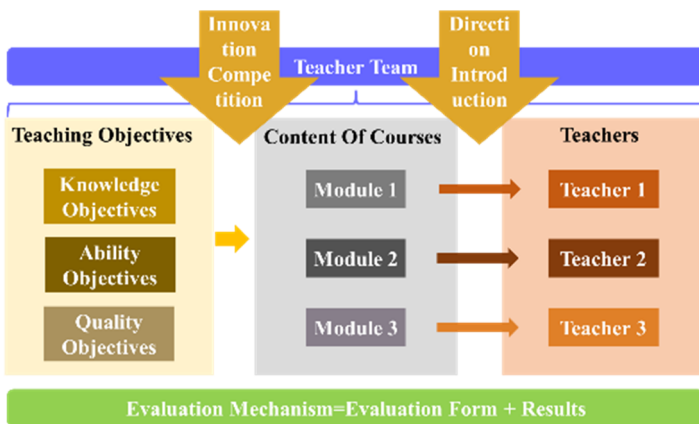 Innova
tion
Compe
tition
Directi
on
Introd
uction
Teacher Team
Teaching Objectives
Knowledge
Objectives
Ability
Objectives
Quality
Objectives
Content Of Courses
Module 1
Module 2
Module 3
Teachers
Teacher 1
Teacher 2
Teacher 3
Evaluation Mechanism=Evaluation Form + Results